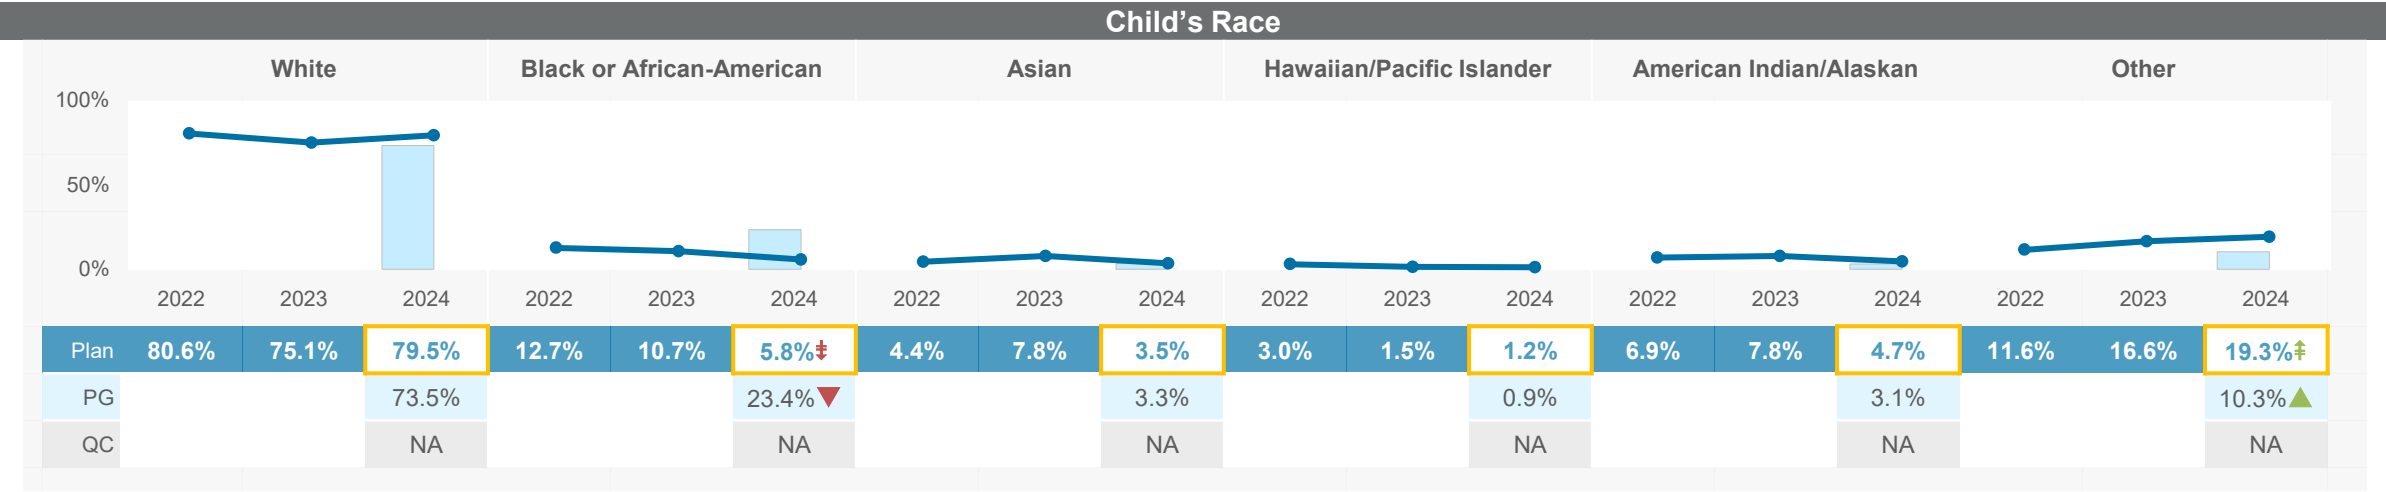 Child's Race
White Black or African-American Asian Hawaiian/Pacific Islander American Indian/Alaskan Other
100%
50%
0%
2022 2023 2024 2022 2023 2024 2022 2023 2024 2022 2023 2024 2022 2023 2024 2022 2023 2024
Plan 80.6% 75.1% 79.5% 12.7% 10.7% 5.8%⯯ 4.4% 7.8% 3.5% 3.0% 1.5% 1.2% 6.9% 7.8% 4.7% 11.6% 16.6% 19.3%⯭
PG 73.5% 23.4%▼ 3.3% 0.9% 3.1% 10.3%▲
QC NA NA NA NA NA NA